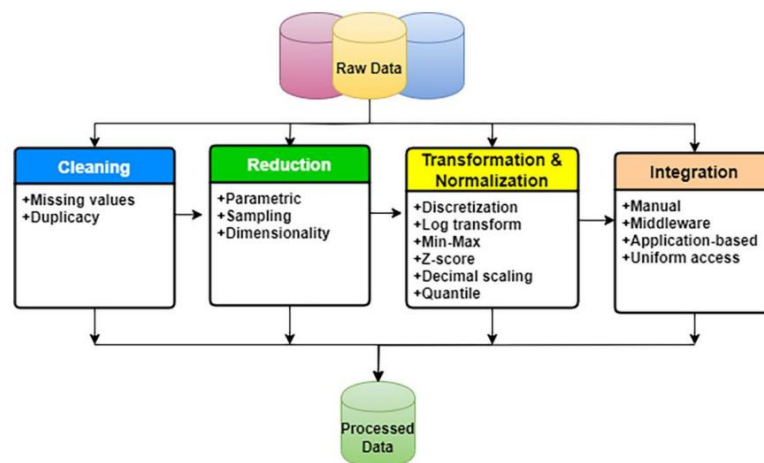 Raw Data
Cleaning
+Missing values
+Duplicacy
Reduction
+Parametric
+Sampling
+Dimensionality
Transformation &
Normalization
+Discretization
+Log transform
+Min-Max
+Z-score
+Decimal scaling
+Quantile
Integration
+Manual
+Middleware
+Application-based
+Uniform access
Processed
Data